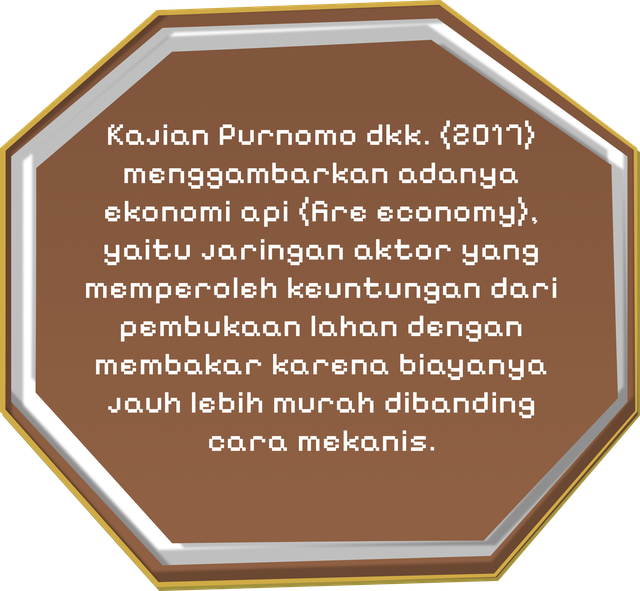 Kajian Purnomo dkk. (2017)
menggambarkan adanya
ekonomi api (fire economy),
yaitu jaringan aktor yang
memperoleh keuntungan dari
pembukaan lahan dengan
membakar karena biayanya
jauh lebih murah dibanding
cara mekanis.